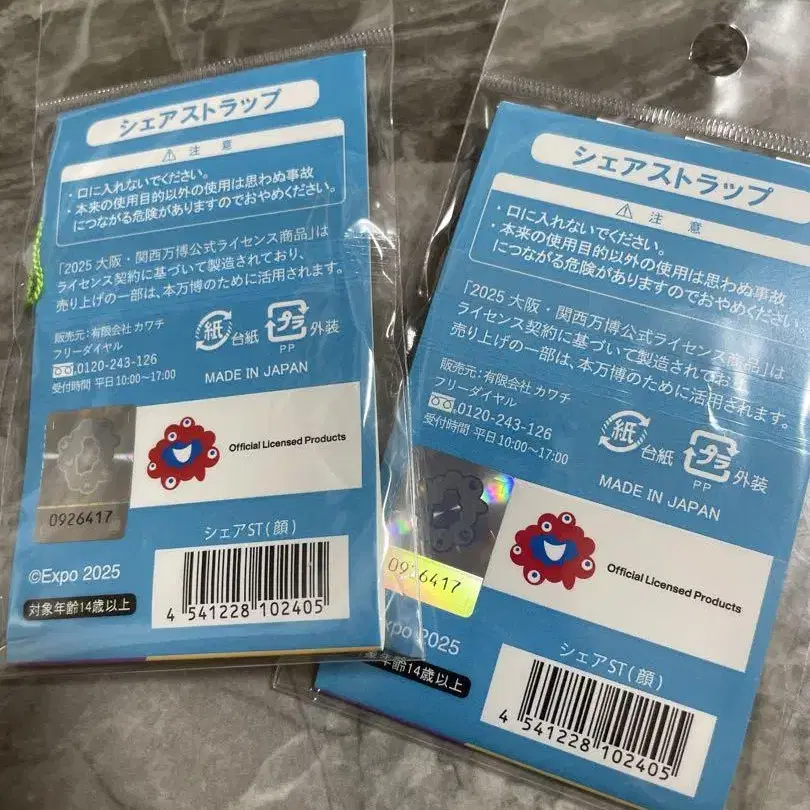 シェアストラップ
⚠ 注意
・口に入れないでください。
・本来の使用目的以外の使用は思わぬ事故
につながる危険がありますのでおやめください。
「2025 大阪・関西万博公式ライセンス商品」は
ライセンス契約に基づいて製造されており、
売り上げの一部は、本万博のために活用されます。
販売元:有限会社 カワチ
フリーダイヤル
0120-243-126
受付時間 平日10:00〜17:00
紙 台紙
プラ 外装
PP
MADE IN JAPAN
0926417
Official Licensed Products
シェアST(顔)
©Expo 2025
対象年齢14歳以上
4 541228 102405
シェアストラップ
⚠ 注意
・口に入れないでください。
・本来の使用目的以外の使用は思わぬ事故
につながる危険がありますのでおやめください
「2025 大阪・関西万博公式ライセンス商品」は
ライセンス契約に基づいて製造されており、
売り上げの一部は、本万博のために活用されます。
販売元:有限会社 カワチ
フリーダイヤル
0120-243-126
受付時間 平日10:00〜17:00
紙 台紙
プラ 外装
PP
MADE IN JAPAN
0926417
Official Licensed Products
シェアST(顔)
Expo 2025
年齢14歳以上
4 541228 102405